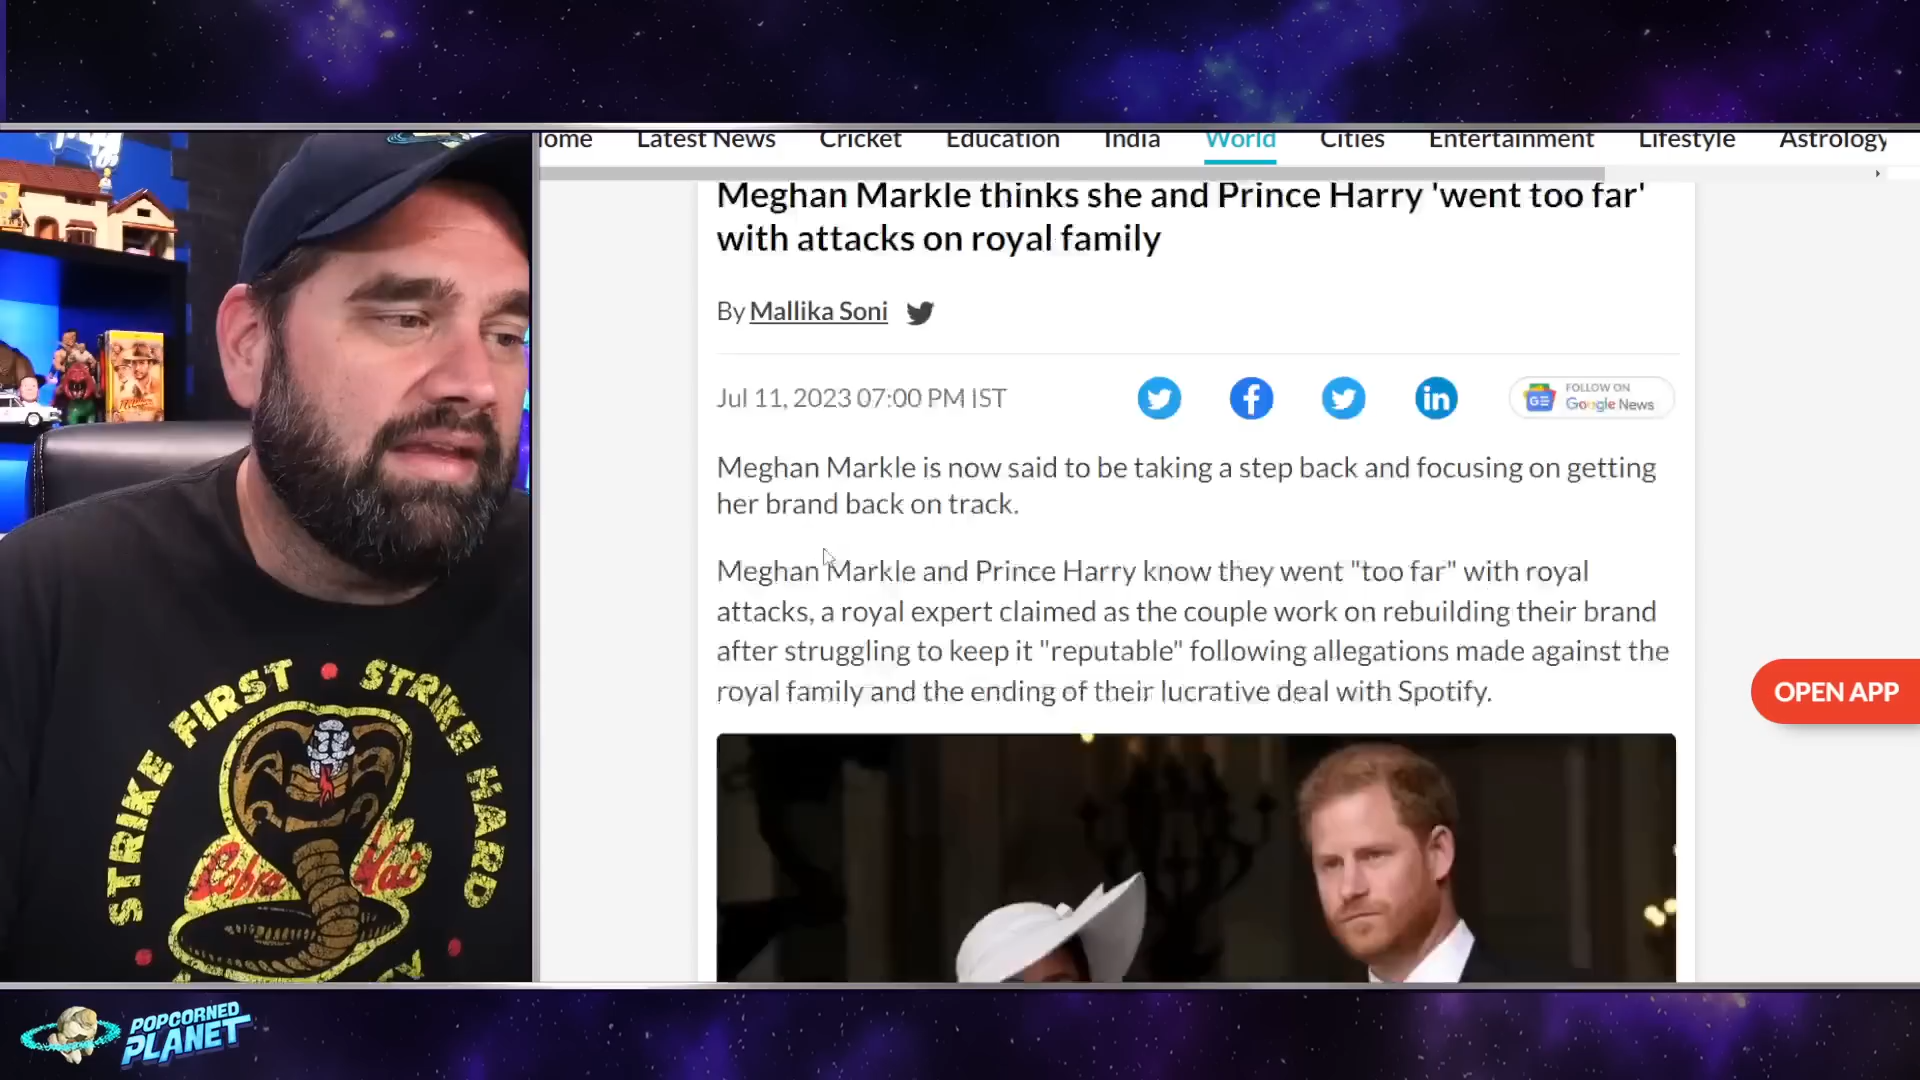 ome Latest News Cricket Education India World Cities Entertainment Lifestyle Astrology
Meghan Markle thinks she and Prince Harry 'went too far'
with attacks on royal family
By Mallika Soni
Jul 11, 2023 07:00 PM IST
FOLLOW ON
Google News
Meghan Markle is now said to be taking a step back and focusing on getting
her brand back on track.
Meghan Markle and Prince Harry know they went "too far" with royal
attacks, a royal expert claimed as the couple work on rebuilding their brand
after struggling to keep it "reputable" following allegations made against the
royal family and the ending of their lucrative deal with Spotify.
OPEN APP
STRIKE FIRST STRIKE HARD
Cobra Kai
POPCORNED
PLANET